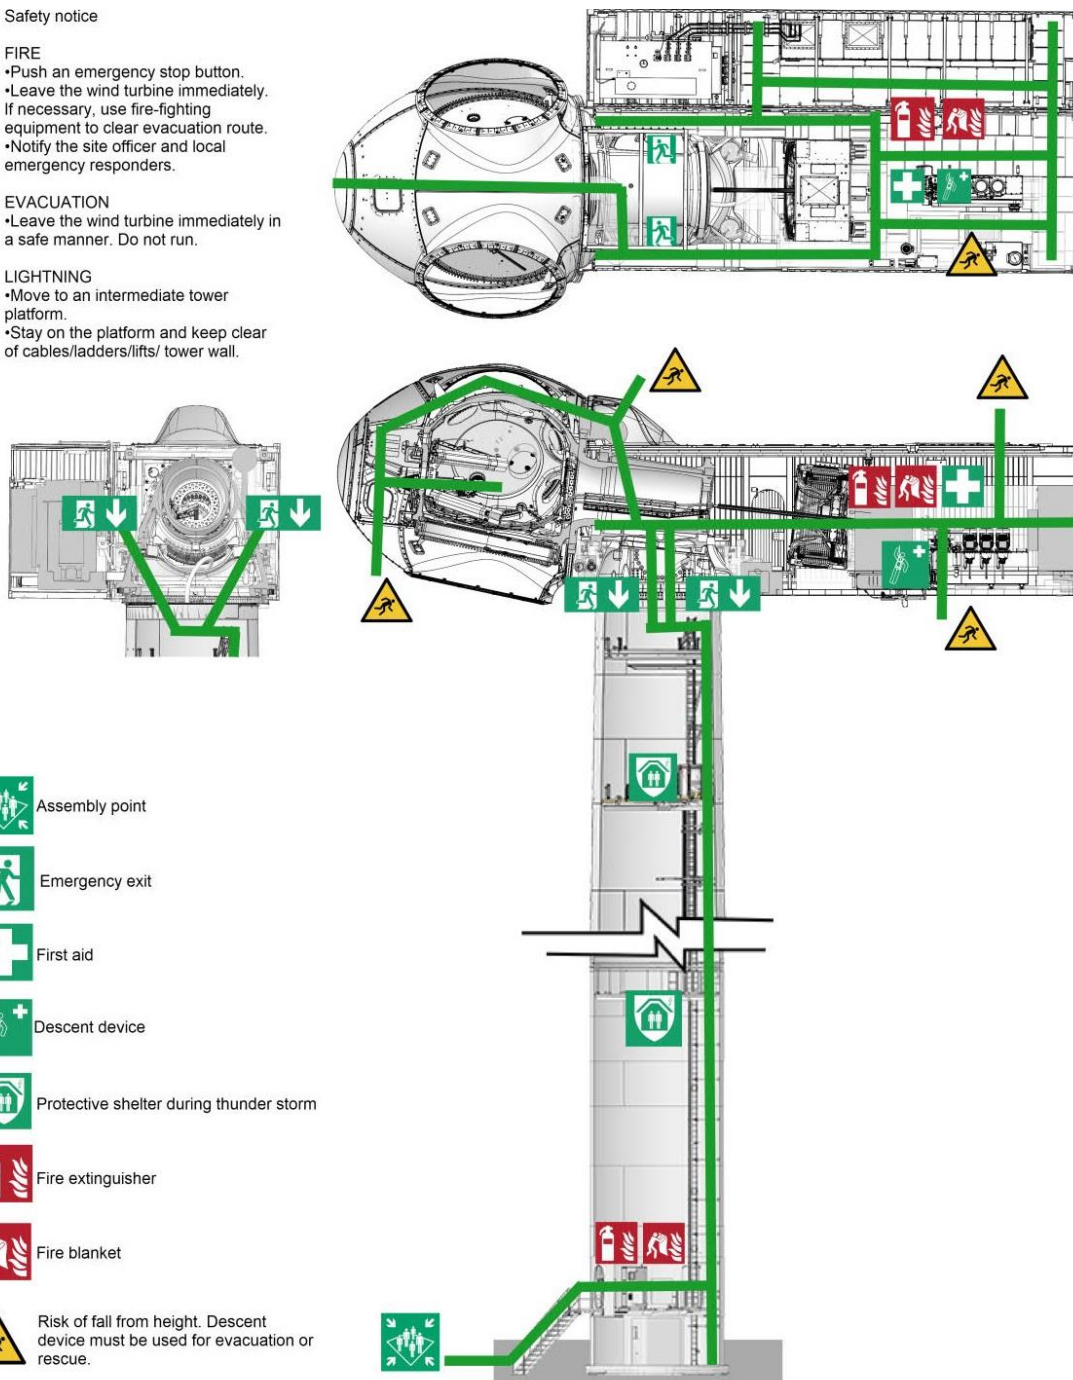 Safety notice
FIRE
•Push an emergency stop button.
•Leave the wind turbine immediately.
If necessary, use fire-fighting
equipment to clear evacuation route.
•Notify the site officer and local
emergency responders.
EVACUATION
•Leave the wind turbine immediately in
a safe manner. Do not run.
LIGHTNING
•Move to an intermediate tower
platform.
•Stay on the platform and keep clear
of cables/ladders/lifts/ tower wall.
Assembly point
Emergency exit
First aid
Descent device
Protective shelter during thunder storm
Fire extinguisher
Fire blanket
Risk of fall from height. Descent
device must be used for evacuation or
rescue.